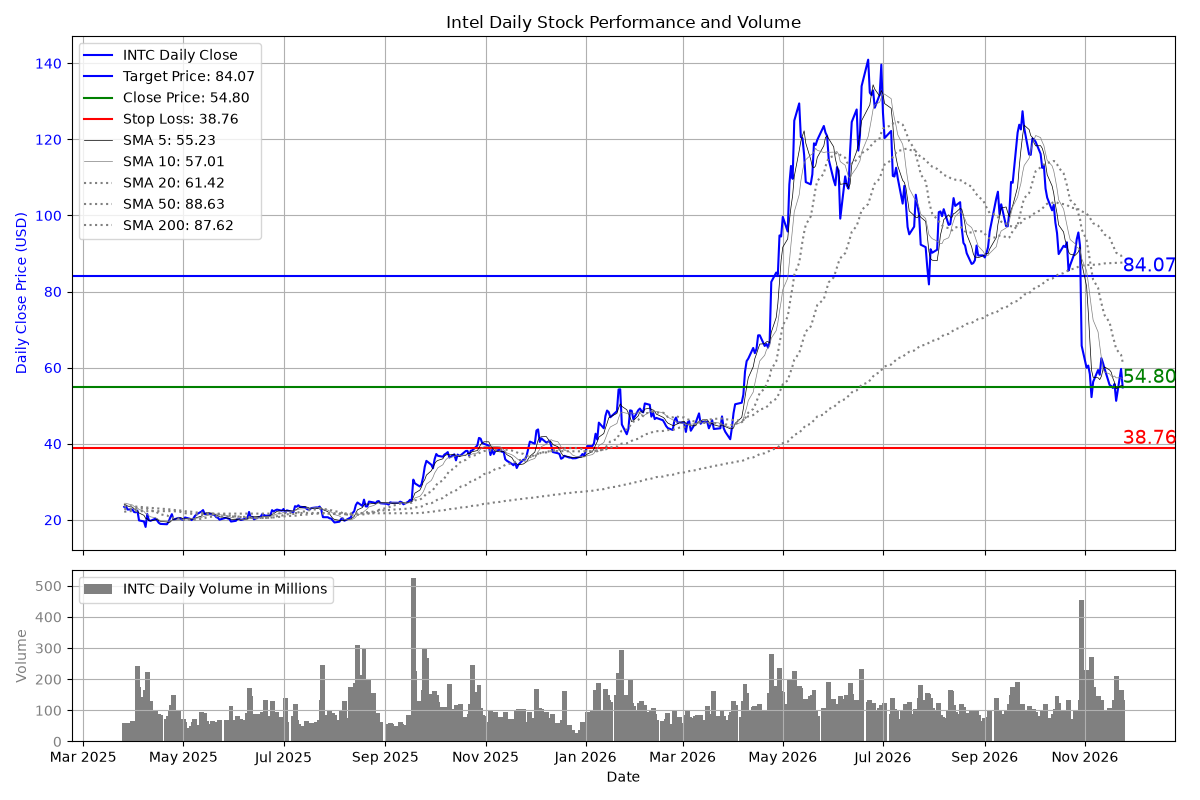 Intel Daily Stock Performance and Volume
INTC Daily Close
Target Price: 84.07
Close Price: 54.80
Stop Loss: 38.76
SMA 5: 55.23
SMA 10: 57.01
SMA 20: 61.42
SMA 50: 88.63
SMA 200: 87.62
Daily Close Price (USD)
140
120
100
80
60
40
20
84.07
54.80
38.76
INTC Daily Volume in Millions
Volume
500
400
300
200
100
0
Mar 2025 May 2025 Jul 2025 Sep 2025 Nov 2025 Jan 2026 Mar 2026 May 2026 Jul 2026 Sep 2026 Nov 2026
Date